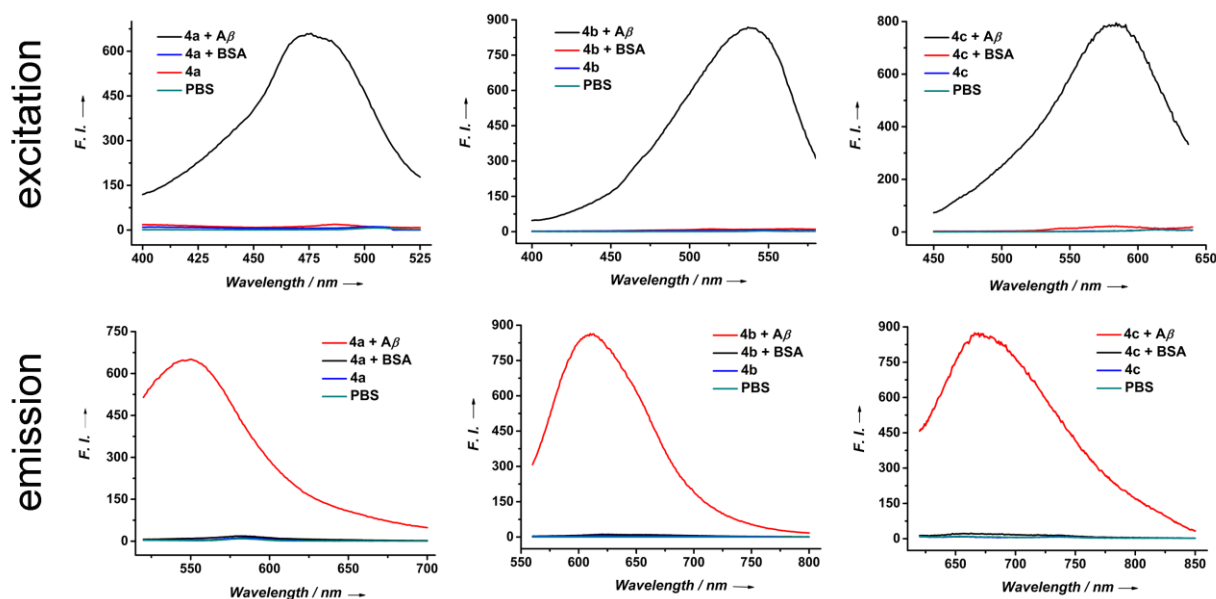 excitation
4a + Aβ
4a + BSA
4a
PBS
F. I. →
600
450
300
150
0
400 425 450 475 500 525
Wavelength / nm →
4b + Aβ
4b + BSA
4b
PBS
F. I. →
900
750
600
450
300
150
0
400 450 500 550
Wavelength / nm →
4c + Aβ
4c + BSA
4c
PBS
F. I. →
800
600
400
200
0
450 500 550 600 650
Wavelength / nm →
emission
4a + Aβ
4a + BSA
4a
PBS
F. I. →
750
600
450
300
150
0
550 600 650 700
Wavelength / nm →
4b + Aβ
4b + BSA
4b
PBS
F. I. →
900
750
600
450
300
150
0
550 600 650 700 750 800
Wavelength / nm →
4c + Aβ
4c + BSA
4c
PBS
F. I. →
900
750
600
450
300
150
0
650 700 750 800 850
Wavelength / nm →